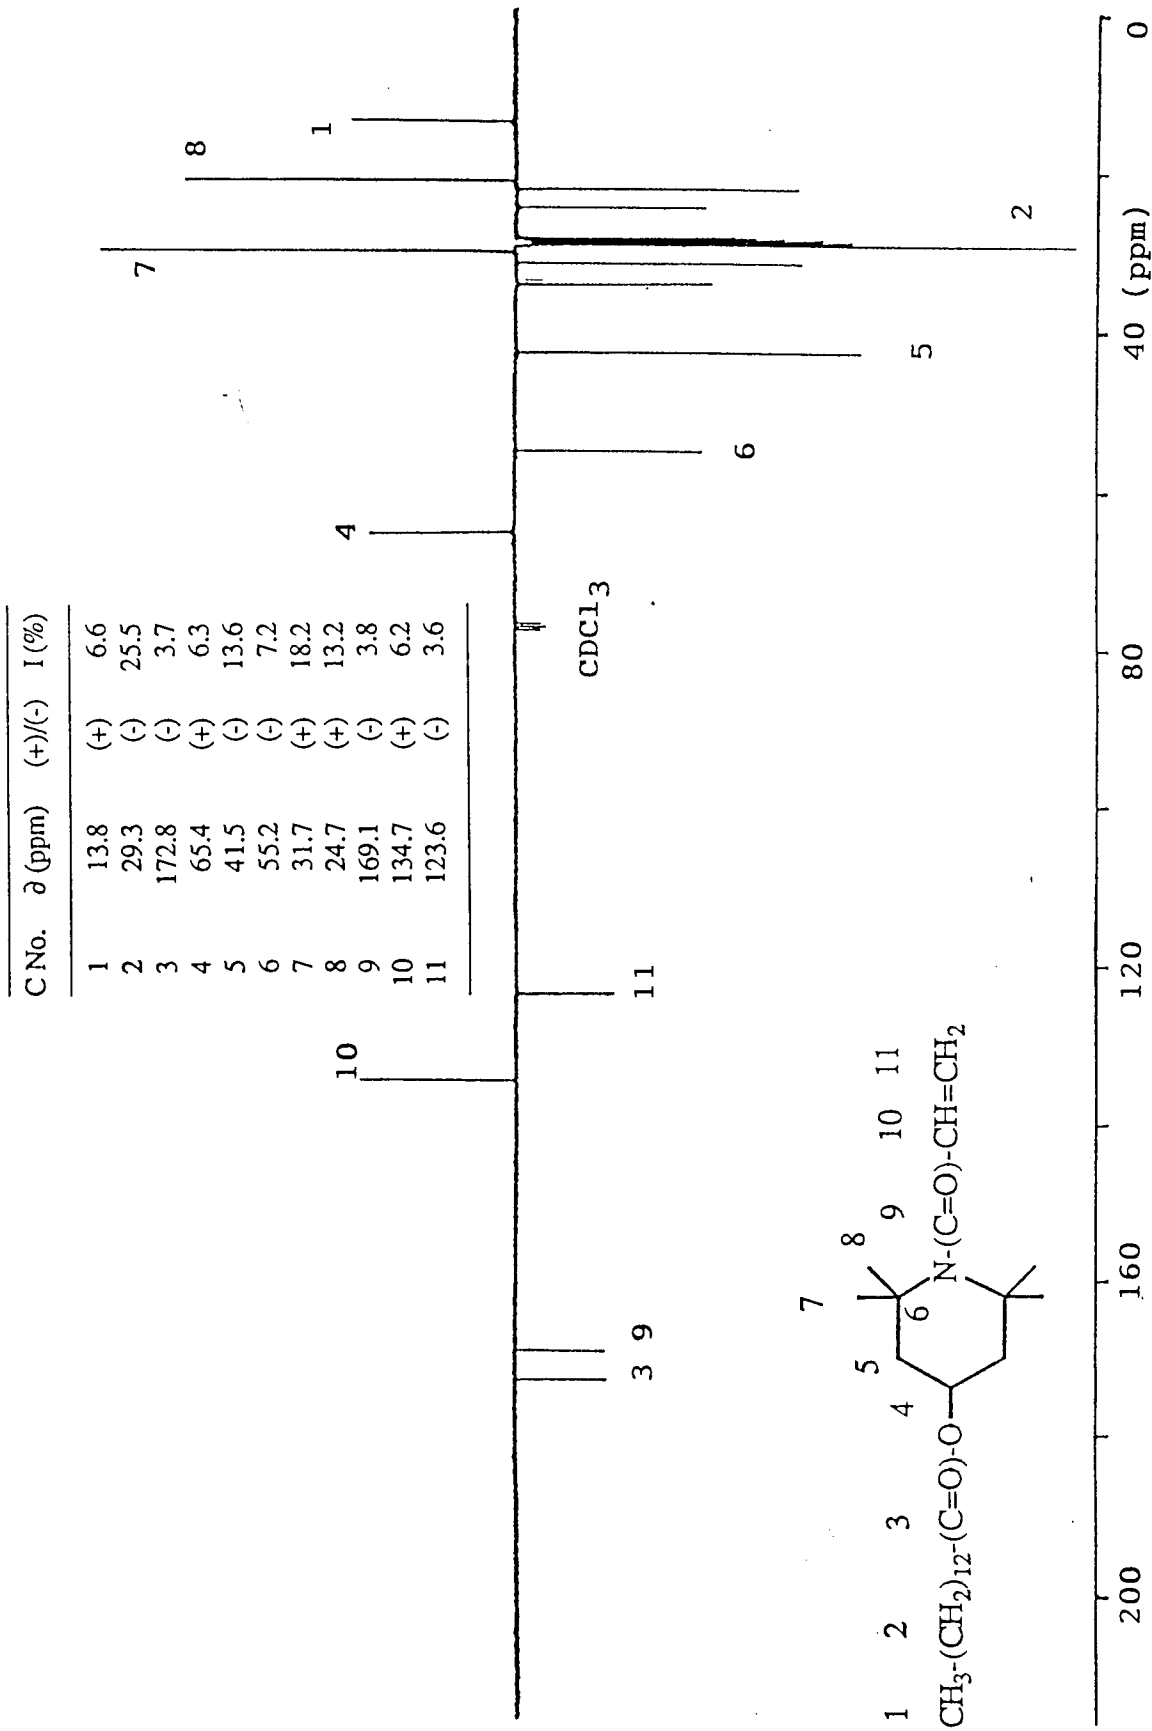 C No. ∂ (ppm) (+)/(-) I (%)
1 13.8 (+) 6.6
2 29.3 (-) 25.5
3 172.8 (-) 3.7
4 65.4 (+) 6.3
5 41.5 (-) 13.6
6 55.2 (-) 7.2
7 31.7 (+) 18.2
8 24.7 (+) 13.2
9 169.1 (-) 3.8
10 134.7 (+) 6.2
11 123.6 (-) 3.6
10
4
7
8
1
3 9
11
CDCl3
6
5
2
7 8
1 2 3 4 5 6 9 10 11
CH3-(CH2)12-(C=O)-O N-(C=O)-CH=CH2
200 160 120 80 40 (ppm) 0